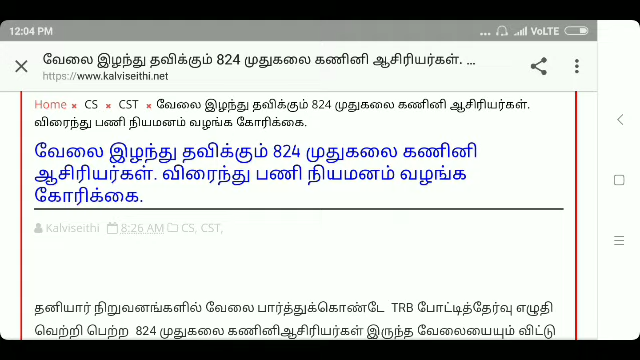 12:04 PM
... VoLTE
வேலை இழந்து தவிக்கும் 824 முதுகலை கணினி ஆசிரியர்கள். ...
https://www.kalviseithi.net
Home × CS × CST × வேலை இழந்து தவிக்கும் 824 முதுகலை கணினி ஆசிரியர்கள்.
விரைந்து பணி நியமனம் வழங்க கோரிக்கை.
வேலை இழந்து தவிக்கும் 824 முதுகலை கணினி
ஆசிரியர்கள். விரைந்து பணி நியமனம் வழங்க
கோரிக்கை.
Kalviseithi 8:26 AM CS, CST,
தனியார் நிறுவனங்களில் வேலை பார்த்துக்கொண்டே TRB போட்டித்தேர்வு எழுதி
வெற்றி பெற்ற 824 முதுகலை கணினிஆசிரியர்கள் இருந்த வேலையையும் விட்டு